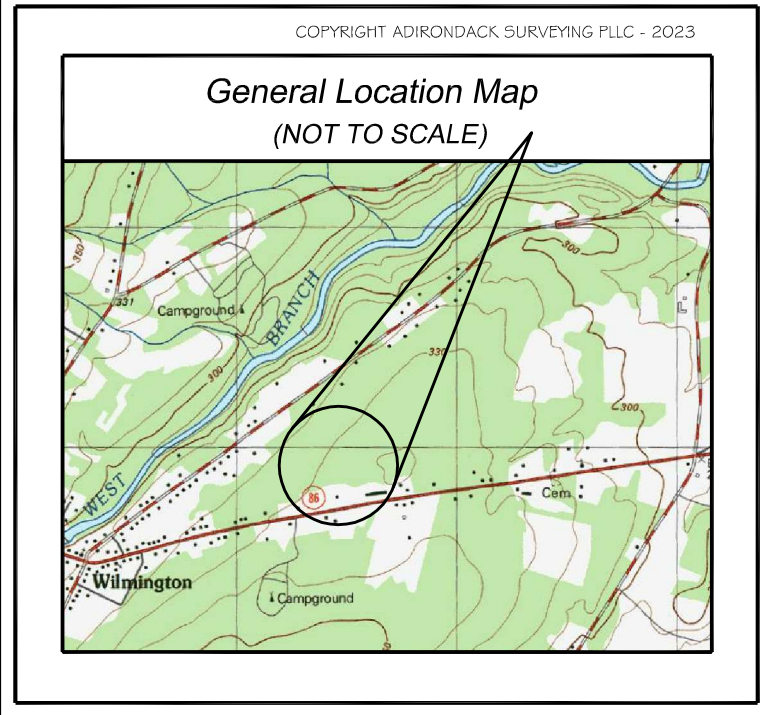 COPYRIGHT ADIRONDACK SURVEYING PLLC - 2023
General Location Map
(NOT TO SCALE)
350
300
331
Campground
BRANCH
330
300
300
WEST
86
Cem
Wilmington
Campground